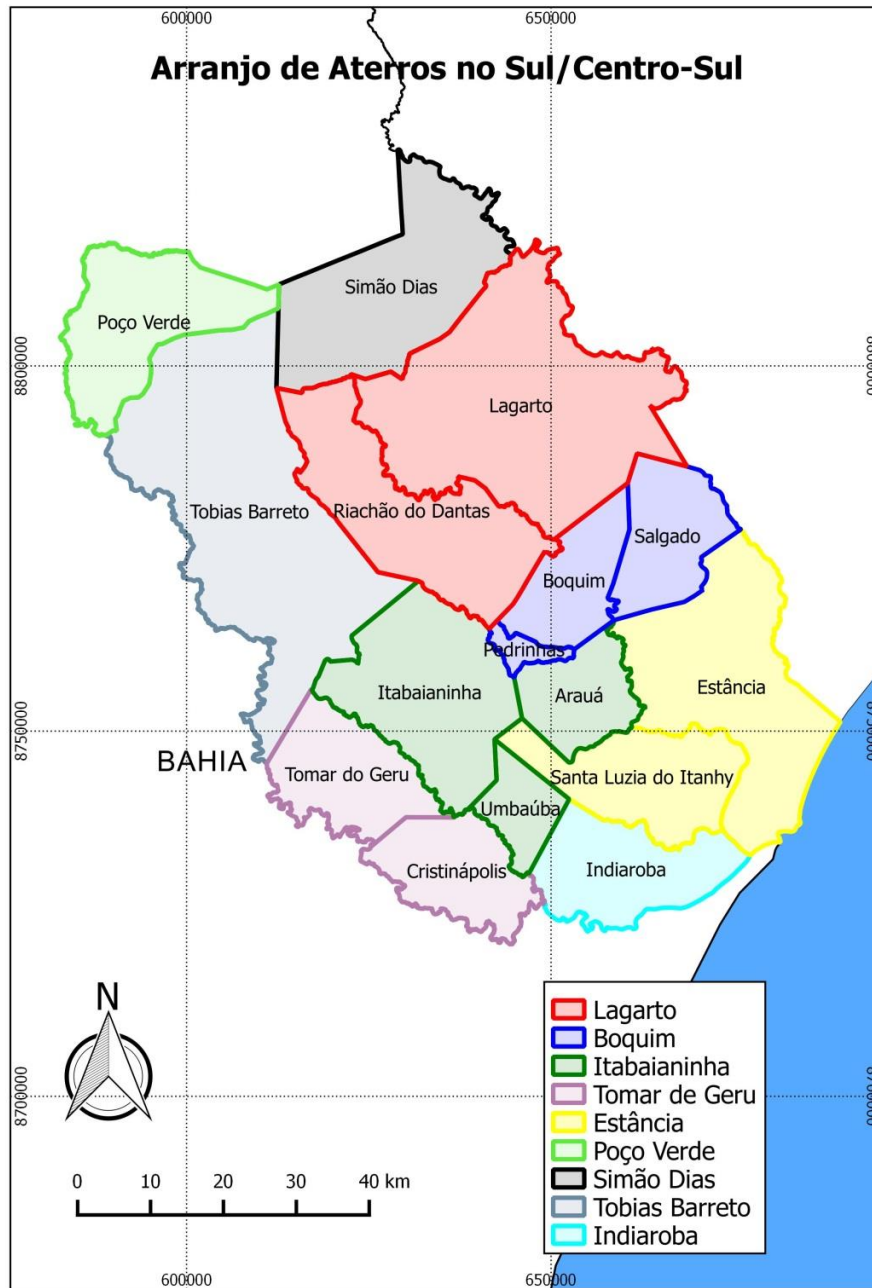 600000
650000
Arranjo de Aterros no Sul/Centro-Sul
Simão Dias
Poço Verde
8800000
8800000
Lagarto
Tobias Barreto
Riachão do Dantas
Salgado
Boquim
Pedrinhas
Itabaianinha
Arauá
Estância
8750000
8750000
BAHIA
Tomar do Geru
Santa Luzia do Itanhy
Umbaúba
Cristinápolis
Indiaroba
N
Lagarto
Boquim
Itabaianinha
Tomar de Geru
Estância
Poço Verde
Simão Dias
Tobias Barreto
Indiaroba
8700000
8700000
0 10 20 30 40 km
600000
650000